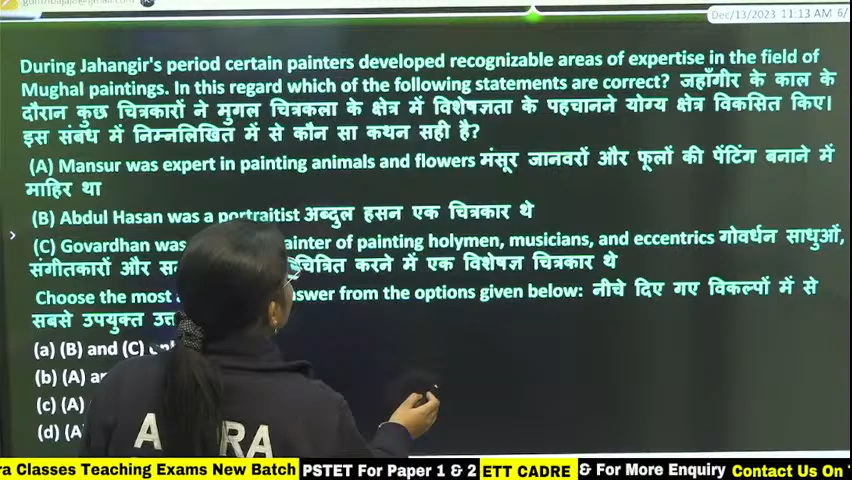 Dec/13/2023 11:13 AM 6/
During Jahangir's period certain painters developed recognizable areas of expertise in the field of
Mughal paintings. In this regard which of the following statements are correct? जहाँगीर के काल के
दौरान कुछ चित्रकारों ने मुगल चित्रकला के क्षेत्र में विशेषज्ञता के पहचानने योग्य क्षेत्र विकसित किए।
इस संबंध में निम्नलिखित में से कौन सा कथन सही है?
(A) Mansur was expert in painting animals and flowers मंसूर जानवरों और फूलों की पेंटिंग बनाने में
माहिर था
(B) Abdul Hasan was a portraitist अब्दुल हसन एक चित्रकार थे
(C) Govardhan was ainter of painting holymen, musicians, and eccentrics गोवर्धन साधुओं,
संगीतकारों और चित्रित करने में एक विशेषज्ञ चित्रकार थे
Choose the most answer from the options given below: नीचे दिए गए विकल्पों में से
सबसे उपयुक्त
(a) (B) and (C)
(b) (A)
(c) (A)
(d)
A RA
ra Classes Teaching Exams New Batch PSTET For Paper 1 & 2 ETT CADRE & For More Enquiry Contact Us On